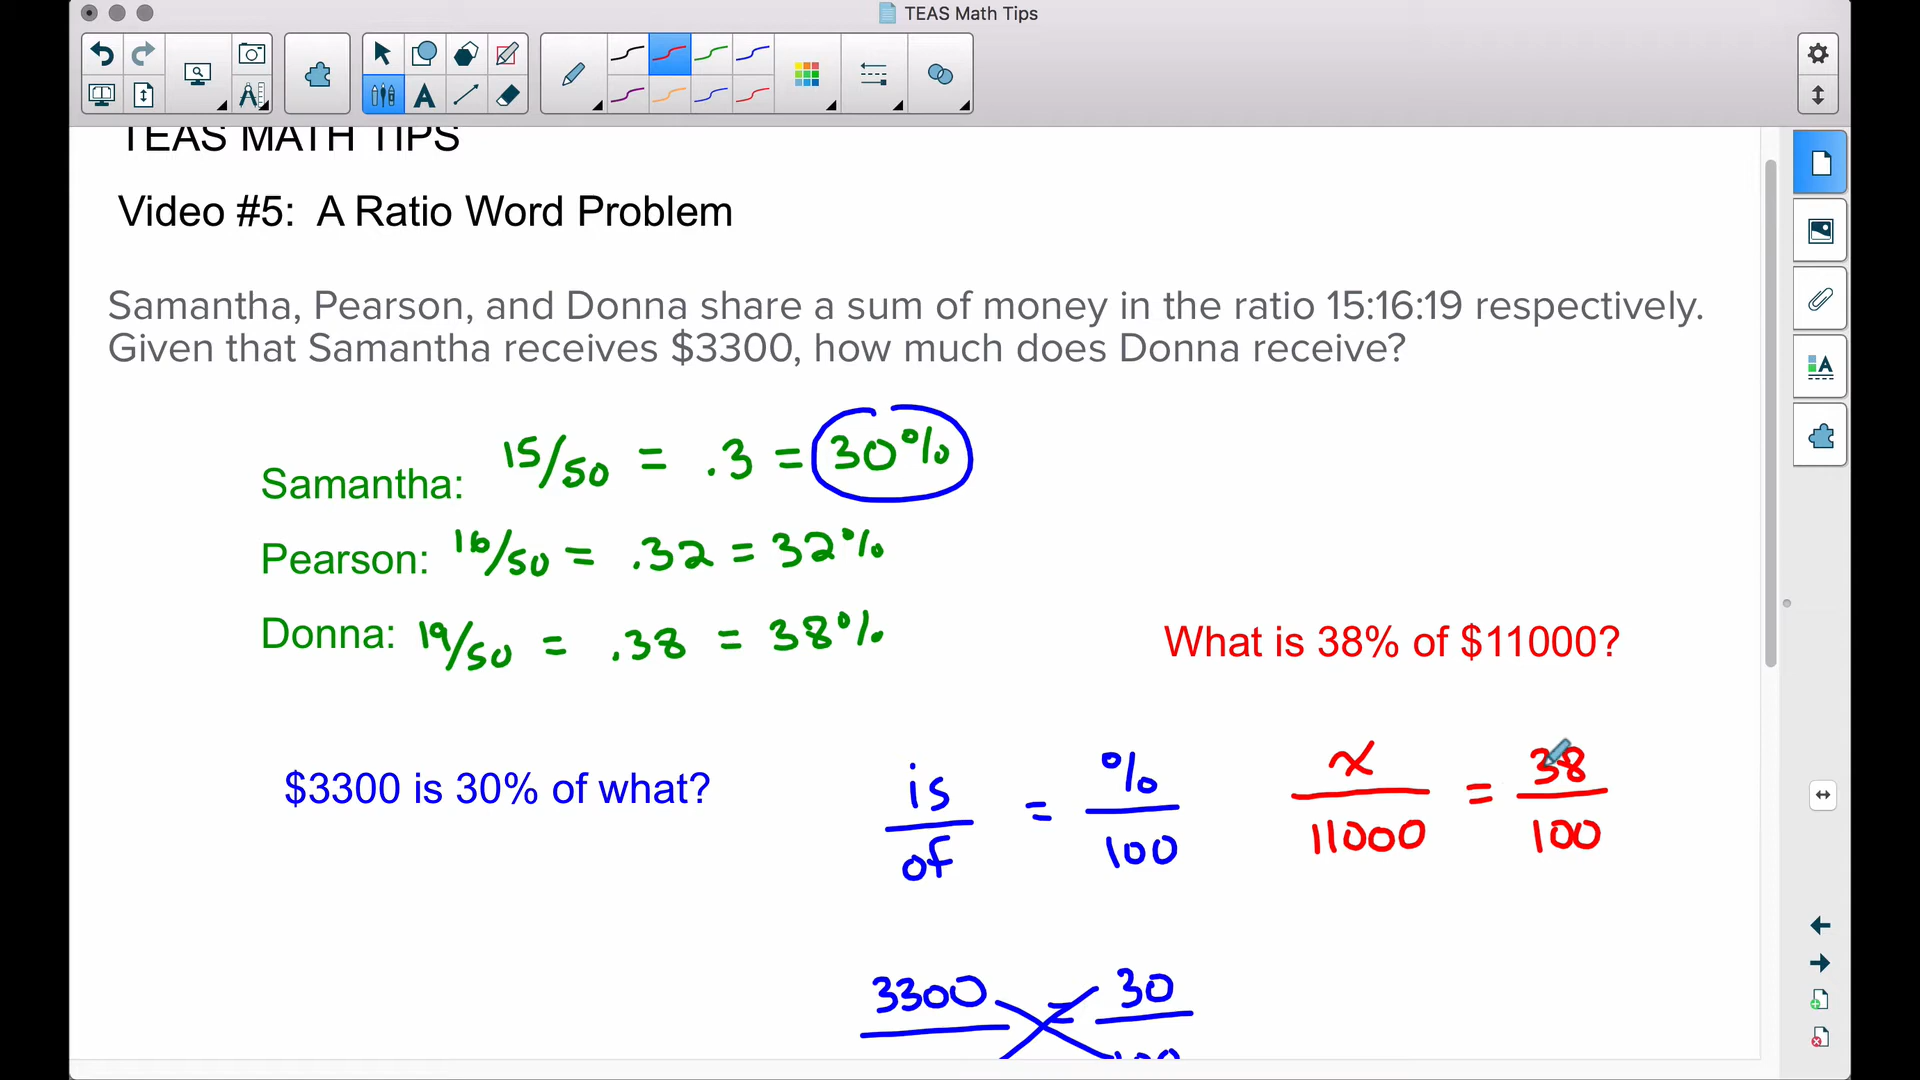 TEAS Math Tips
TEAS MATH TIPS
Video #5: A Ratio Word Problem
Samantha, Pearson, and Donna share a sum of money in the ratio 15:16:19 respectively.
Given that Samantha receives $3300, how much does Donna receive?
Samantha: 15/50 = .3 = 30%
Pearson: 16/50 = .32 = 32%
Donna: 19/50 = .38 = 38%
What is 38% of $11000?
$3300 is 30% of what?
is/of = %/100
x/11000 = 38/100
3300 = 30
100